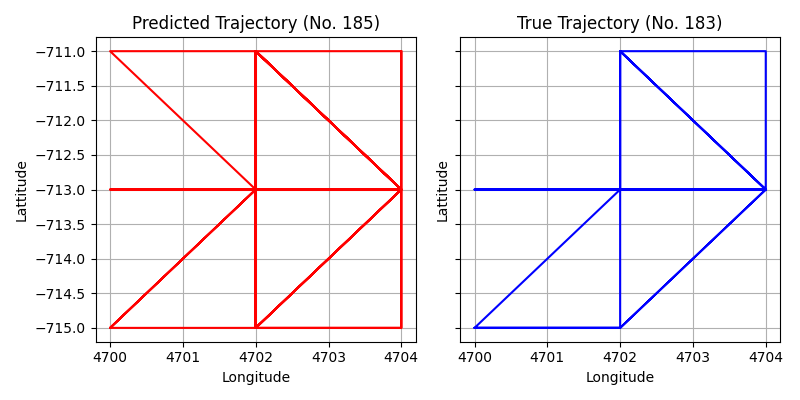 Predicted Trajectory (No. 185)
True Trajectory (No. 183)
−711.0
−711.5
−712.0
−712.5
−713.0
−713.5
−714.0
−714.5
−715.0
Lattitude
Lattitude
4700 4701 4702 4703 4704
4700 4701 4702 4703 4704
Longitude
Longitude